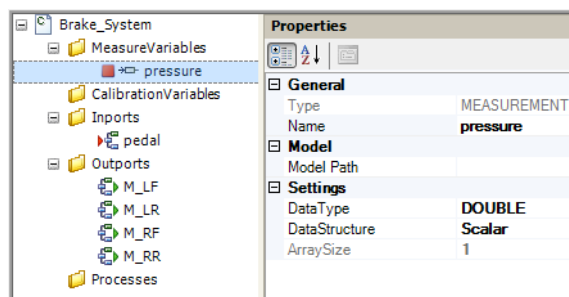 Brake_System
MeasureVariables
pressure
CalibrationVariables
Inports
pedal
Outports
M_LF
M_LR
M_RF
M_RR
Processes
Properties
General
Type MEASUREMENT
Name pressure
Model
Model Path
Settings
DataType DOUBLE
DataStructure Scalar
ArraySize 1